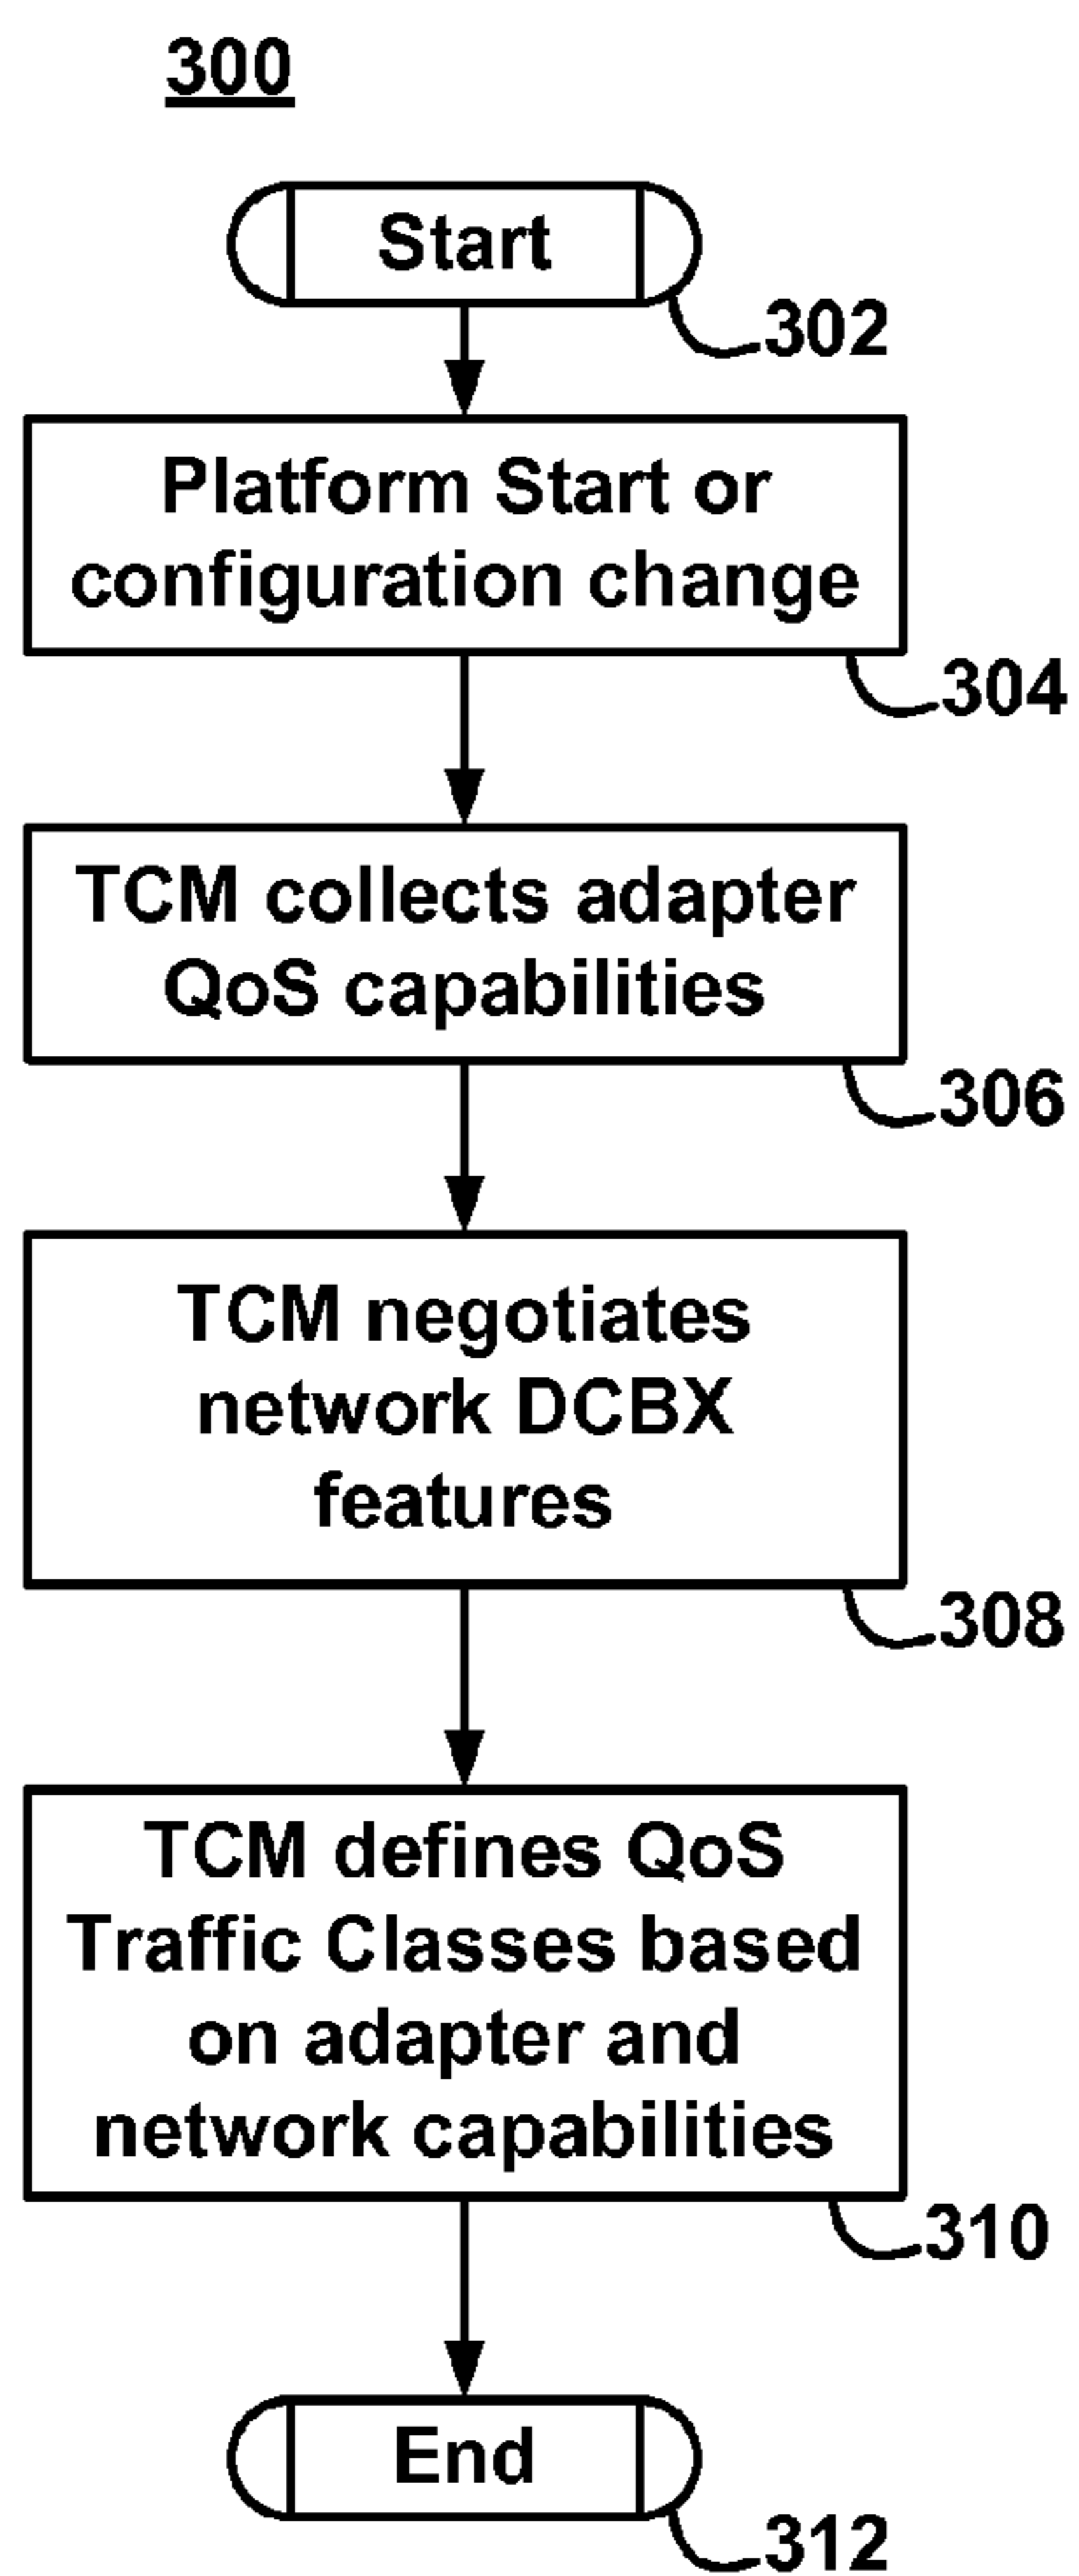 300
Start
302
Platform Start or
configuration change
304
TCM collects adapter
QoS capabilities
306
TCM negotiates
network DCBX
features
308
TCM defines QoS
Traffic Classes based
on adapter and
network capabilities
310
End
312